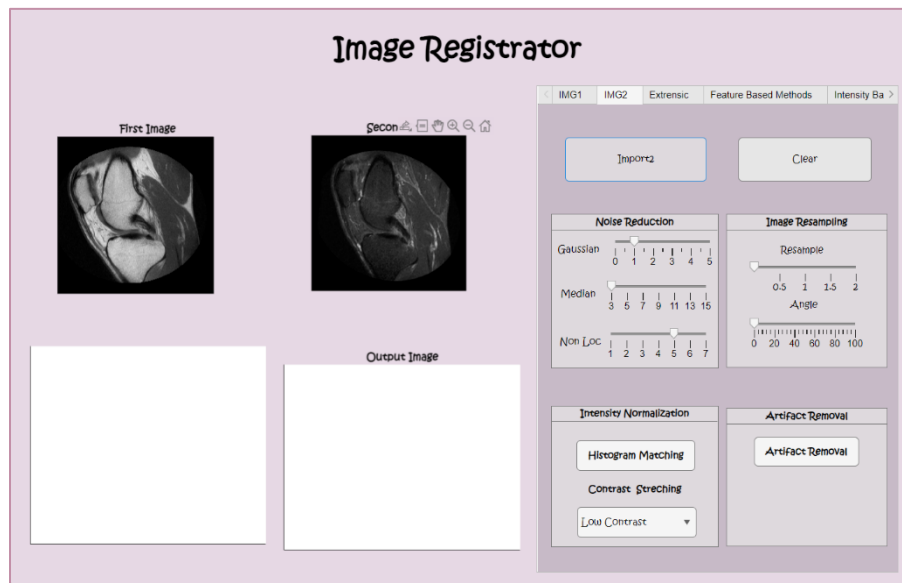 Image Registrator
IMG1 IMG2 Extrinsic Feature Based Methods Intensity Ba
First Image
Secon
Import2 Clear
Noise Reduction
Gaussian
0 1 2 3 4 5
Median
3 5 7 9 11 13 15
Non Loc
1 2 3 4 5 6 7
Image Resampling
Resample
0.5 1 1.5 2
Angle
0 20 40 60 80 100
Output Image
Intensity Normalization
Histogram Matching
Contrast Streching
Low Contrast
Artifact Removal
Artifact Removal